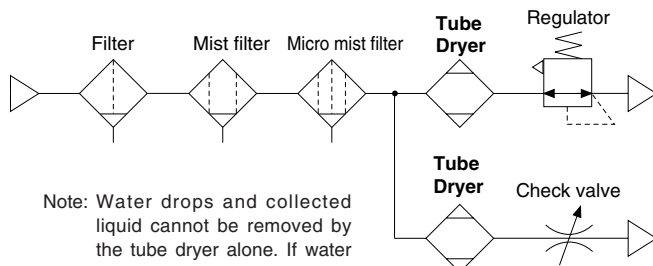 Filter
Mist filter
Micro mist filter
Tube
Dryer
Regulator
Tube
Dryer
Check valve
Note: Water drops and collected
liquid cannot be removed by
the tube dryer alone. If water